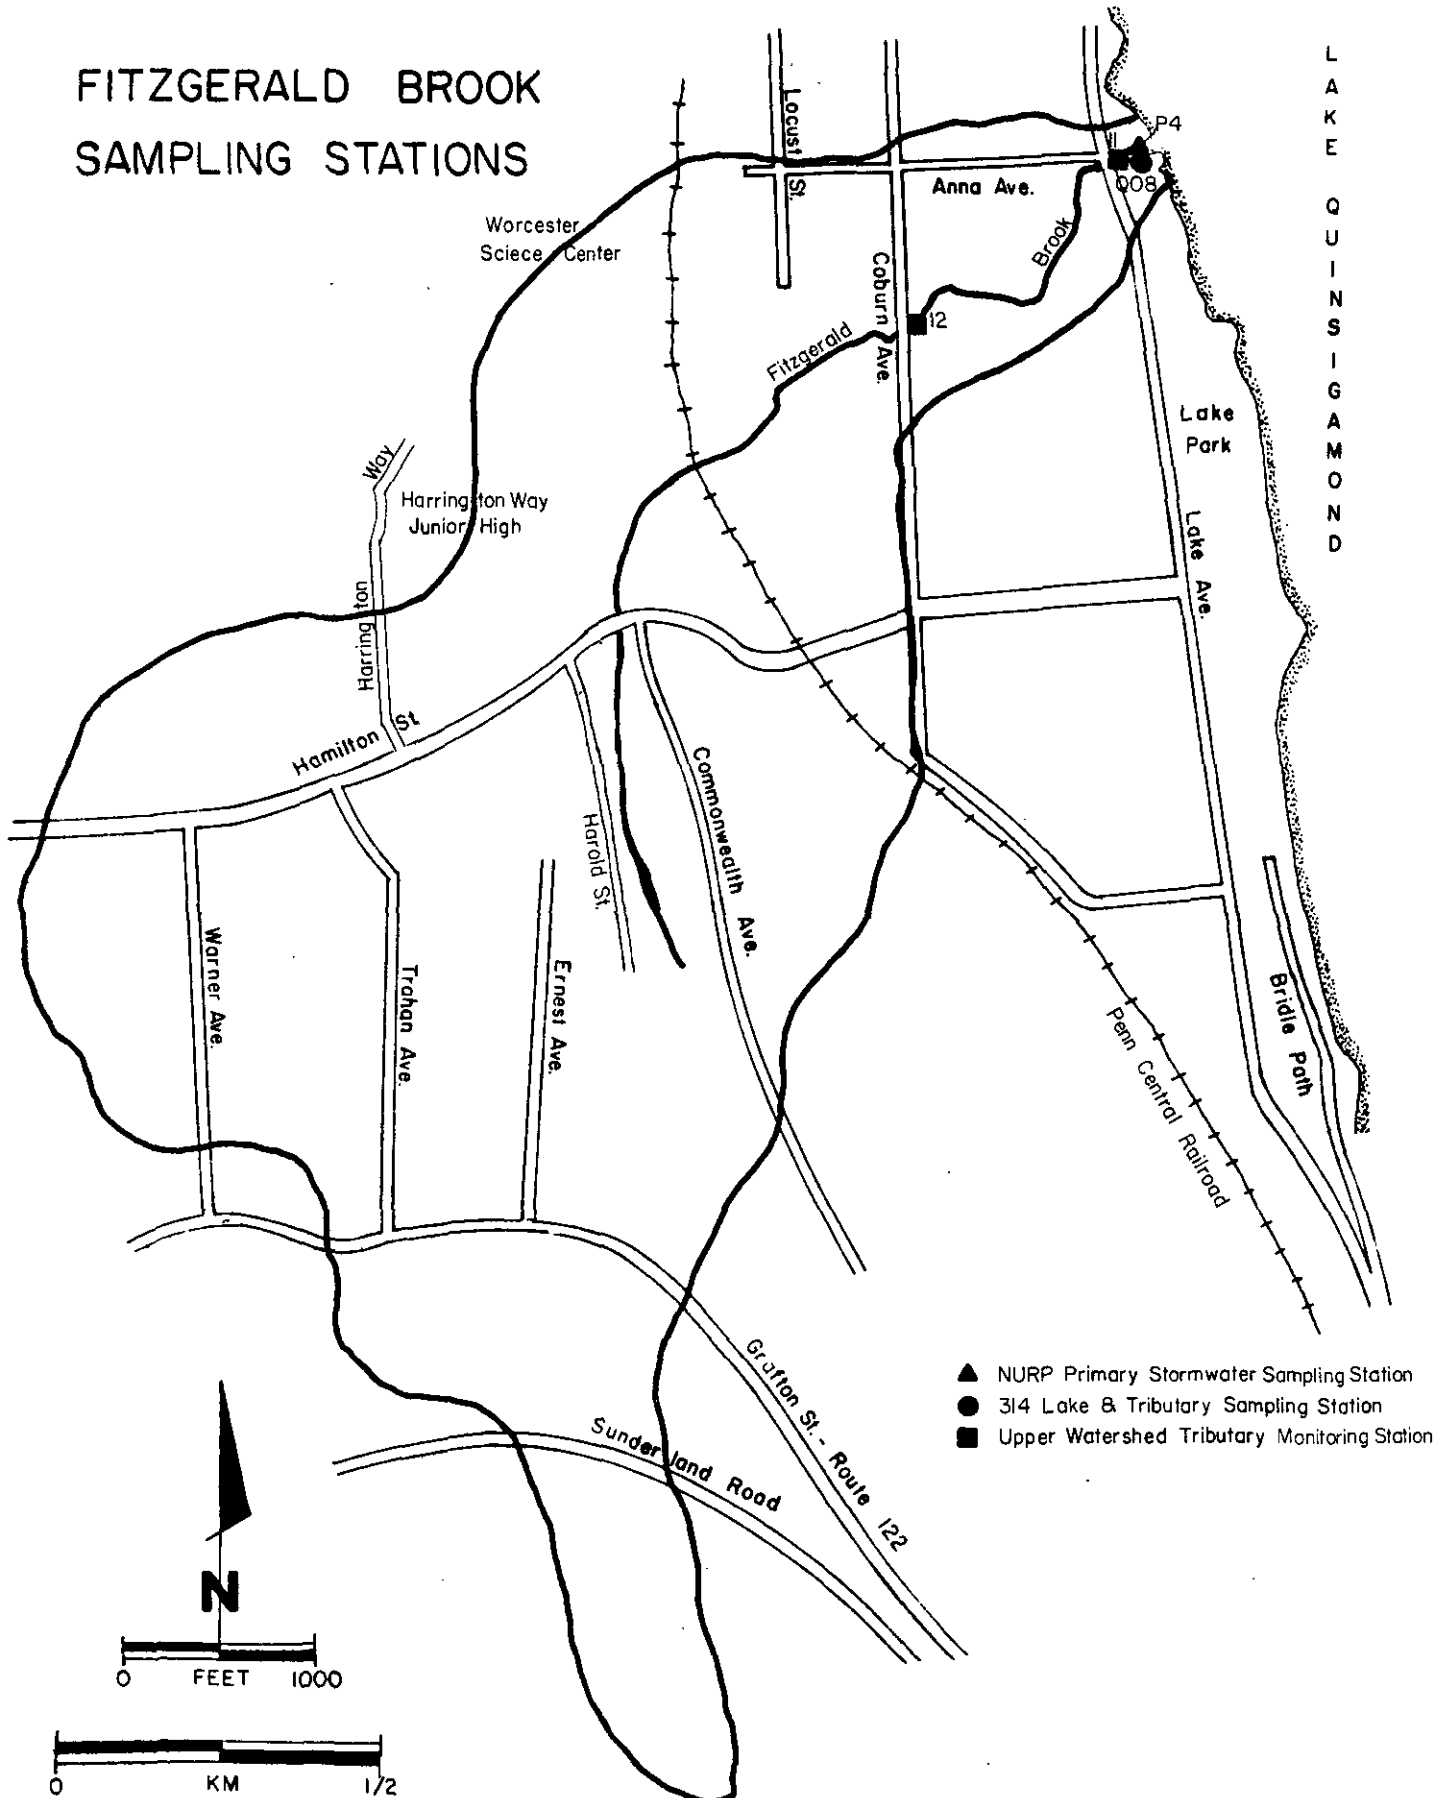 FITZGERALD BROOK
SAMPLING STATIONS
LAKE QUINSIGAMOND
Locust St.
P4
11
008
Anna Ave.
Worcester
Sciece Center
Brook
Coburn Ave.
12
Fitzgerald
Lake
Park
Way
Harrington Way
Junior High
Lake Ave.
Harrington
Hamilton St.
Commonwealth Ave.
Harold St.
Warner Ave.
Trahan Ave.
Ernest Ave.
Bridle Path
Penn Central Railroad
Grafton St. - Route 122
NURP Primary Stormwater Sampling Station
314 Lake & Tributary Sampling Station
Upper Watershed Tributary Monitoring Station
Sunderland Road
N
0 FEET 1000
0 KM 1/2